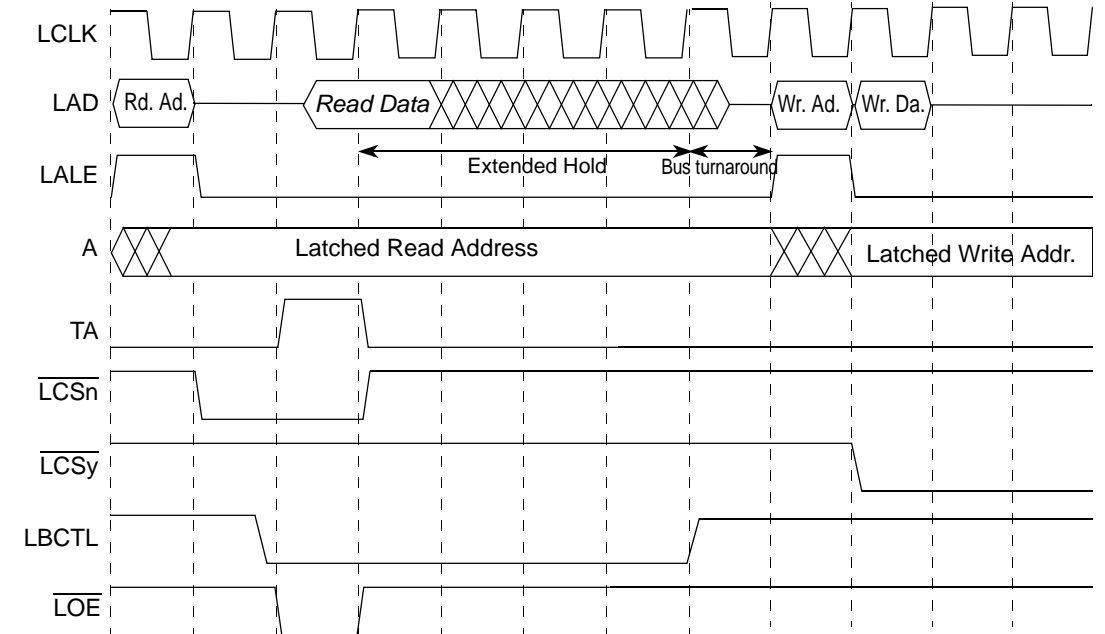 LCLK
LAD Rd. Ad. Read Data Wr. Ad. Wr. Da.
Extended Hold Bus turnaround
LALE
A Latched Read Address Latched Write Addr.
TA
LCSn
LCSy
LBCTL
LOE